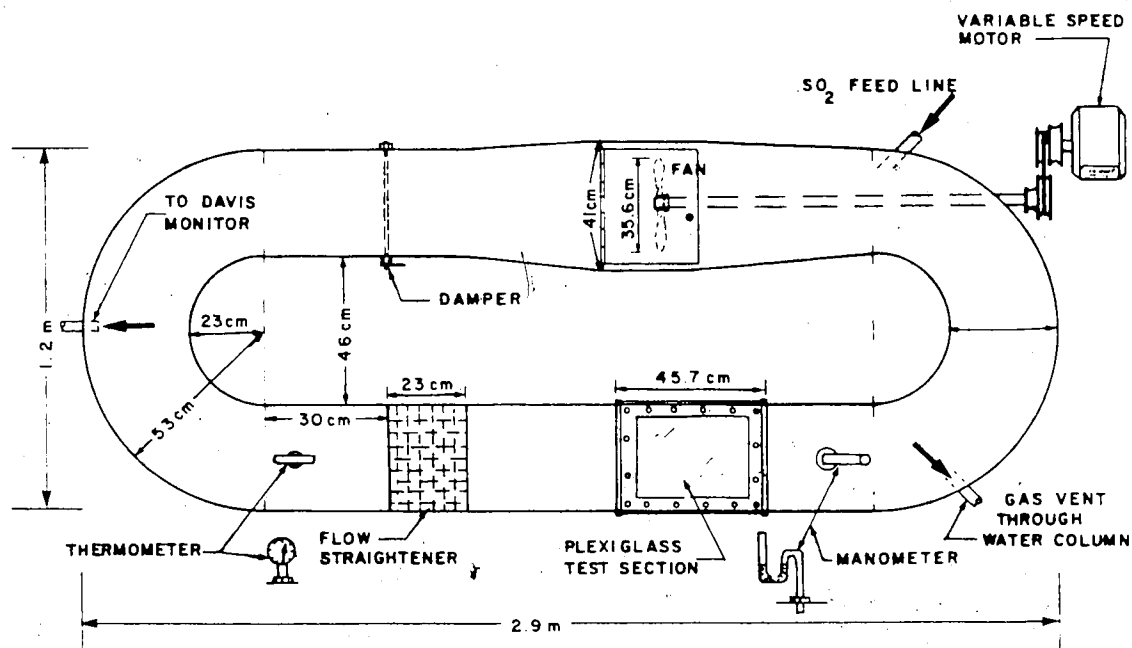 VARIABLE SPEED
MOTOR
SO2 FEED LINE
TO DAVIS
MONITOR
FAN
41cm
35.6cm
DAMPER
1.2 m
23cm
46cm
53cm
23cm
45.7cm
30cm
THERMOMETER
FLOW
STRAIGHTENER
PLEXIGLASS
TEST SECTION
MANOMETER
GAS VENT
THROUGH
WATER COLUMN
2.9 m